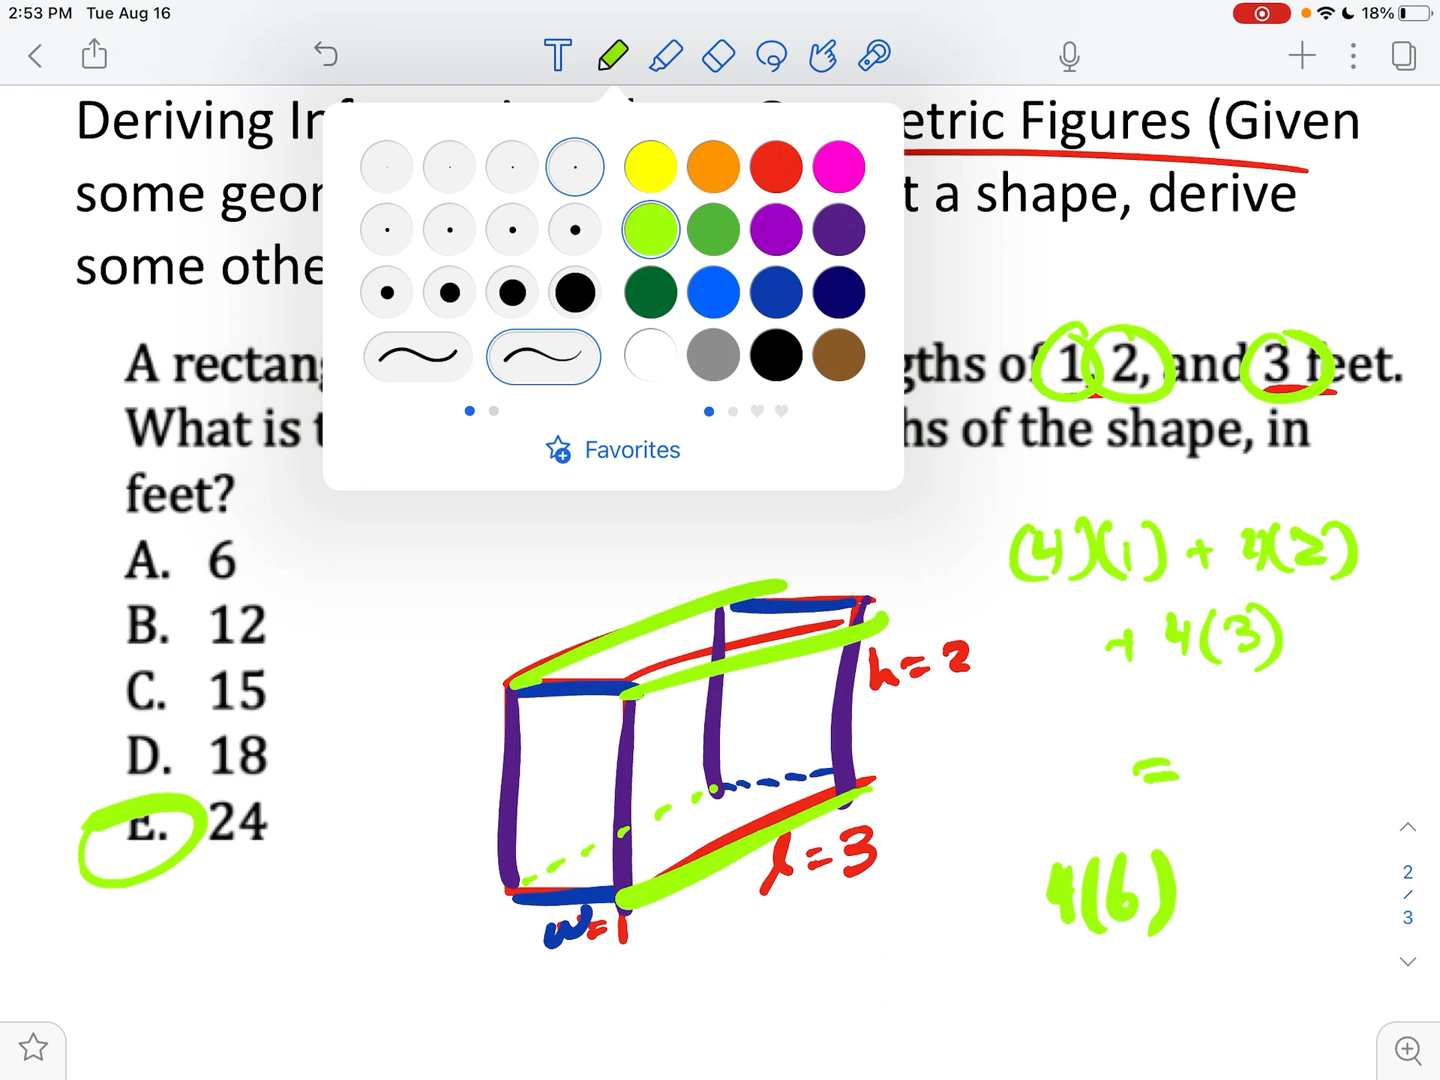 2:53 PM Tue Aug 16
18%
T
Deriving In etric Figures (Given
some geor t a shape, derive
some othe
A rectang gths of 1, 2, and 3 feet.
What is t hs of the shape, in
feet?
Favorites
A. 6
B. 12
C. 15
D. 18
E. 24
(4)(1) + 4(2)
+ 4(3)
=
4(6)
h=2
l=3
w=1
2
/
3